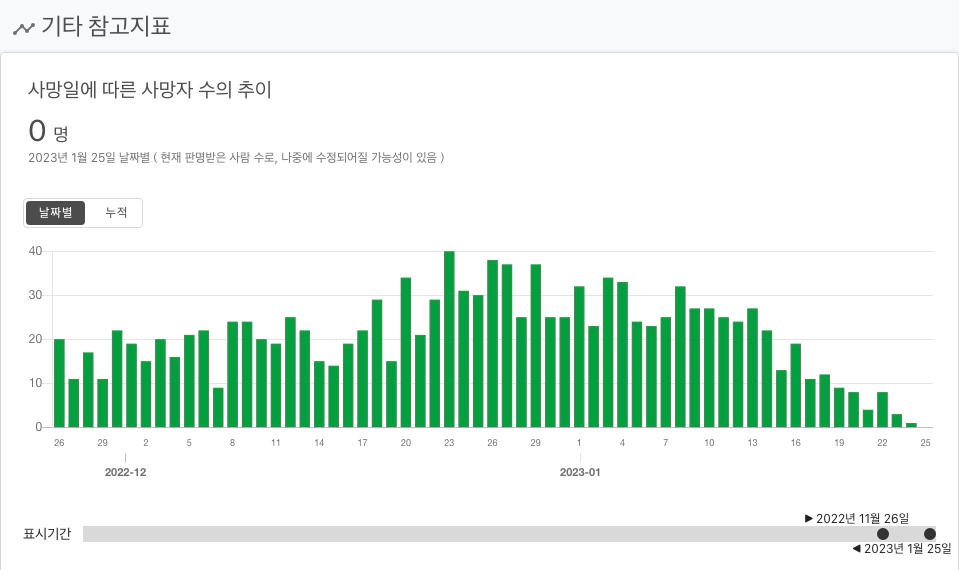 기타 참고지표
사망일에 따른 사망자 수의 추이
0 명
2023년 1월 25일 날짜별 ( 현재 판명받은 사람 수로, 나중에 수정되어질 가능성이 있음 )
날짜별 누적
40
30
20
10
0
26 29 2 5 8 11 14 17 20 23 26 29 1 4 7 10 13 16 19 22 25
2022-12 2023-01
▶ 2022년 11월 26일
표시기간
◀ 2023년 1월 25일